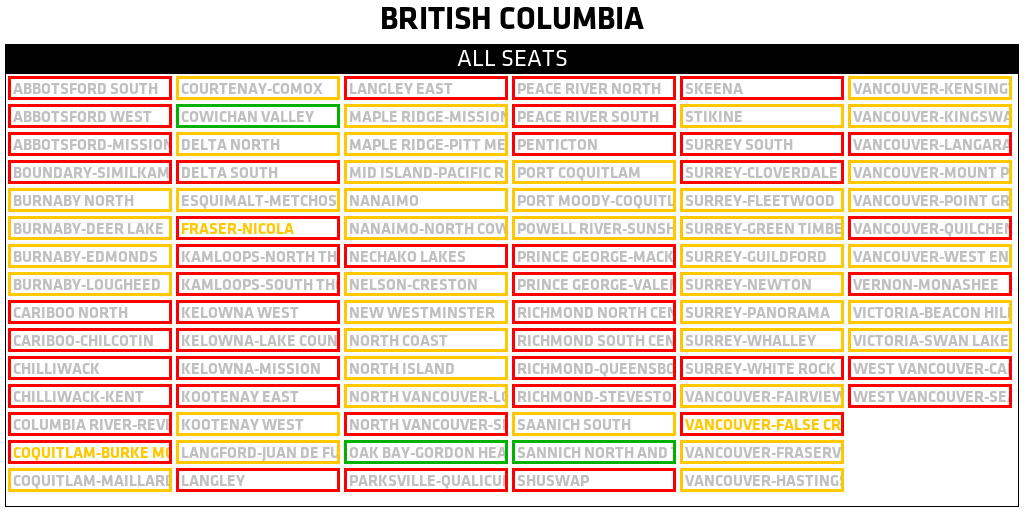 BRITISH COLUMBIA
ALL SEATS
ABBOTSFORD SOUTH
ABBOTSFORD WEST
ABBOTSFORD-MISSION
BOUNDARY-SIMILKAM
BURNABY NORTH
BURNABY-DEER LAKE
BURNABY-EDMONDS
BURNABY-LOUGHEED
CARIBOO NORTH
CARIBOO-CHILCOTIN
CHILLIWACK
CHILLIWACK-KENT
COLUMBIA RIVER-REVE
COQUITLAM-BURKE MO
COQUITLAM-MAILLARD
COURTENAY-COMOX
COWICHAN VALLEY
DELTA NORTH
DELTA SOUTH
ESQUIMALT-METCHOS
FRASER-NICOLA
KAMLOOPS-NORTH TH
KAMLOOPS-SOUTH THO
KELOWNA WEST
KELOWNA-LAKE COUN
KELOWNA-MISSION
KOOTENAY EAST
KOOTENAY WEST
LANGFORD-JUAN DE FU
LANGLEY
LANGLEY EAST
MAPLE RIDGE-MISSION
MAPLE RIDGE-PITT ME
MID ISLAND-PACIFIC R
NANAIMO
NANAIMO-NORTH COW
NECHAKO LAKES
NELSON-CRESTON
NEW WESTMINSTER
NORTH COAST
NORTH ISLAND
NORTH VANCOUVER-LO
NORTH VANCOUVER-SE
OAK BAY-GORDON HEA
PARKSVILLE-QUALICUM
PEACE RIVER NORTH
PEACE RIVER SOUTH
PENTICTON
PORT COQUITLAM
PORT MOODY-COQUITL
POWELL RIVER-SUNSH
PRINCE GEORGE-MACK
PRINCE GEORGE-VALEM
RICHMOND NORTH CEN
RICHMOND SOUTH CEN
RICHMOND-QUEENSBO
RICHMOND-STEVESTO
SAANICH SOUTH
SANNICH NORTH AND T
SHUSWAP
SKEENA
STIKINE
SURREY SOUTH
SURREY-CLOVERDALE
SURREY-FLEETWOOD
SURREY-GREEN TIMBE
SURREY-GUILDFORD
SURREY-NEWTON
SURREY-PANORAMA
SURREY-WHALLEY
SURREY-WHITE ROCK
VANCOUVER-FAIRVIEW
VANCOUVER-FALSE CR
VANCOUVER-FRASERV
VANCOUVER-HASTINGS
VANCOUVER-KENSING
VANCOUVER-KINGSWA
VANCOUVER-LANGARA
VANCOUVER-MOUNT P
VANCOUVER-POINT GR
VANCOUVER-QUILCHEN
VANCOUVER-WEST EN
VERNON-MONASHEE
VICTORIA-BEACON HIL
VICTORIA-SWAN LAKE
WEST VANCOUVER-CAP
WEST VANCOUVER-SEA